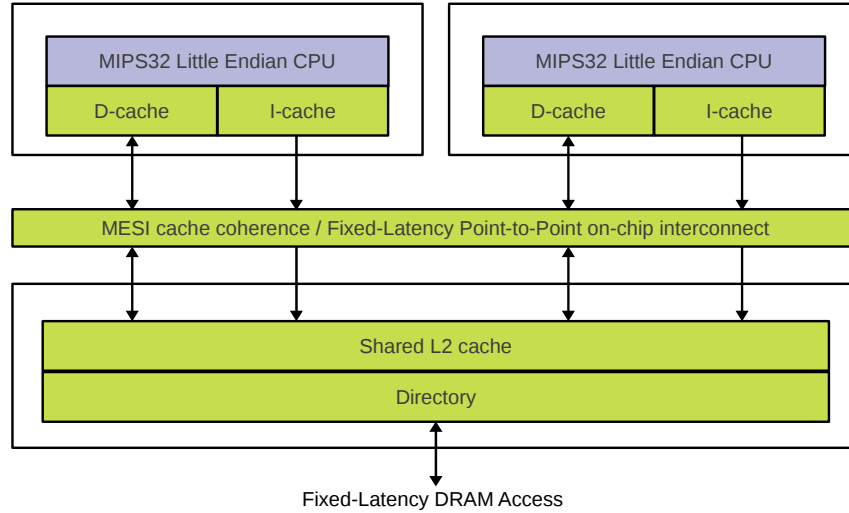 MIPS32 Little Endian CPU
D-cache
I-cache
MIPS32 Little Endian CPU
D-cache
I-cache
MESI cache coherence / Fixed-Latency Point-to-Point on-chip interconnect
Shared L2 cache
Directory
Fixed-Latency DRAM Access